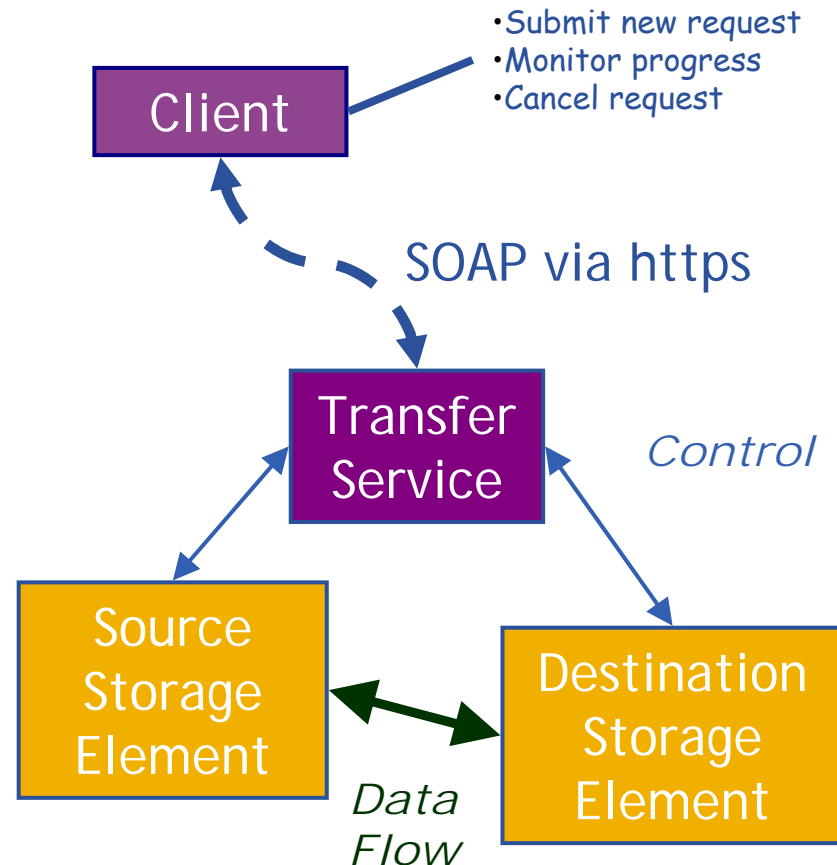 •Submit new request
•Monitor progress
•Cancel request
Client
SOAP via https
Transfer
Service
Control
Source
Storage
Element
Destination
Storage
Element
Data
Flow